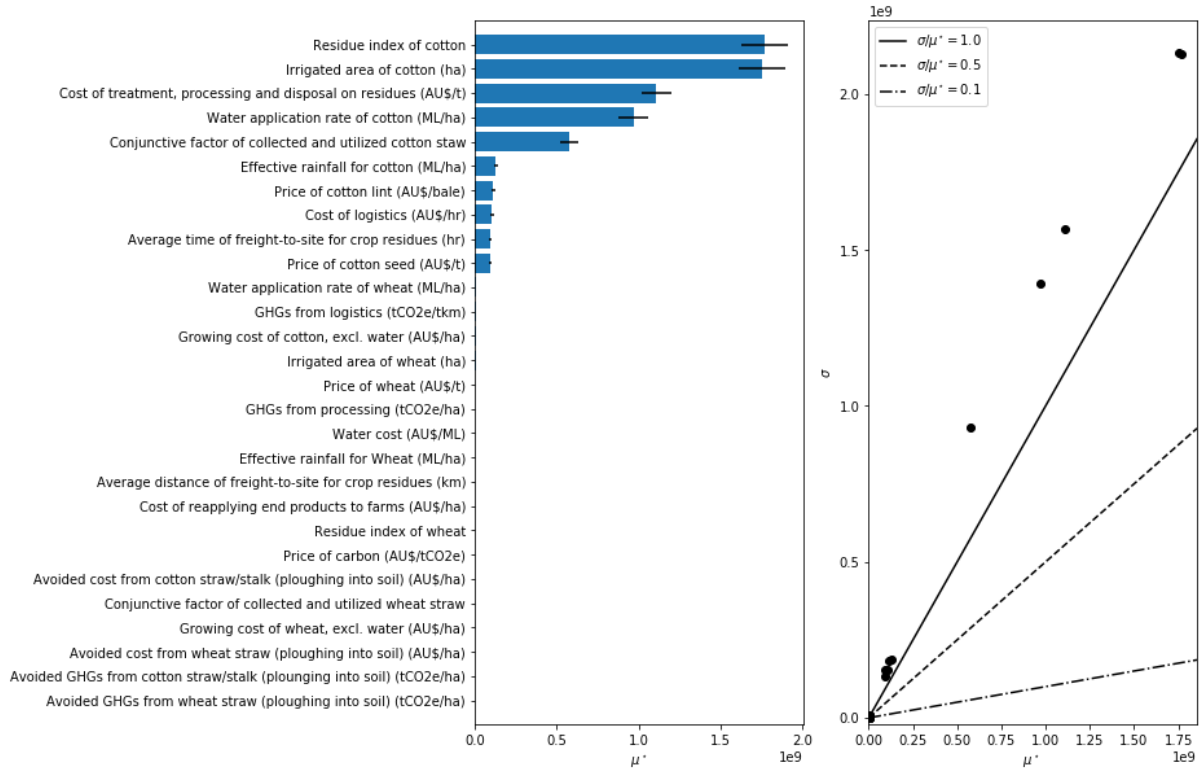 Residue index of cotton
Irrigated area of cotton (ha)
Cost of treatment, processing and disposal on residues (AU$/t)
Water application rate of cotton (ML/ha)
Conjunctive factor of collected and utilized cotton staw
Effective rainfall for cotton (ML/ha)
Price of cotton lint (AU$/bale)
Cost of logistics (AU$/hr)
Average time of freight-to-site for crop residues (hr)
Price of cotton seed (AU$/t)
Water application rate of wheat (ML/ha)
GHGs from logistics (tCO2e/tkm)
Growing cost of cotton, excl. water (AU$/ha)
Irrigated area of wheat (ha)
Price of wheat (AU$/t)
GHGs from processing (tCO2e/ha)
Water cost (AU$/ML)
Effective rainfall for Wheat (ML/ha)
Average distance of freight-to-site for crop residues (km)
Cost of reapplying end products to farms (AU$/ha)
Residue index of wheat
Price of carbon (AU$/tCO2e)
Avoided cost from cotton straw/stalk (ploughing into soil) (AU$/ha)
Conjunctive factor of collected and utilized wheat straw
Growing cost of wheat, excl. water (AU$/ha)
Avoided cost from wheat straw (ploughing into soil) (AU$/ha)
Avoided GHGs from cotton straw/stalk (plounging into soil) (tCO2e/ha)
Avoided GHGs from wheat straw (ploughing into soil) (tCO2e/ha)
0.0 0.5 1.0 1.5 2.0
1e9
μ*
1e9
σ/μ* = 1.0
σ/μ* = 0.5
σ/μ* = 0.1
2.0
1.5
1.0
0.5
0.0
σ
0.00 0.25 0.50 0.75 1.00 1.25 1.50 1.75
1e9
μ*